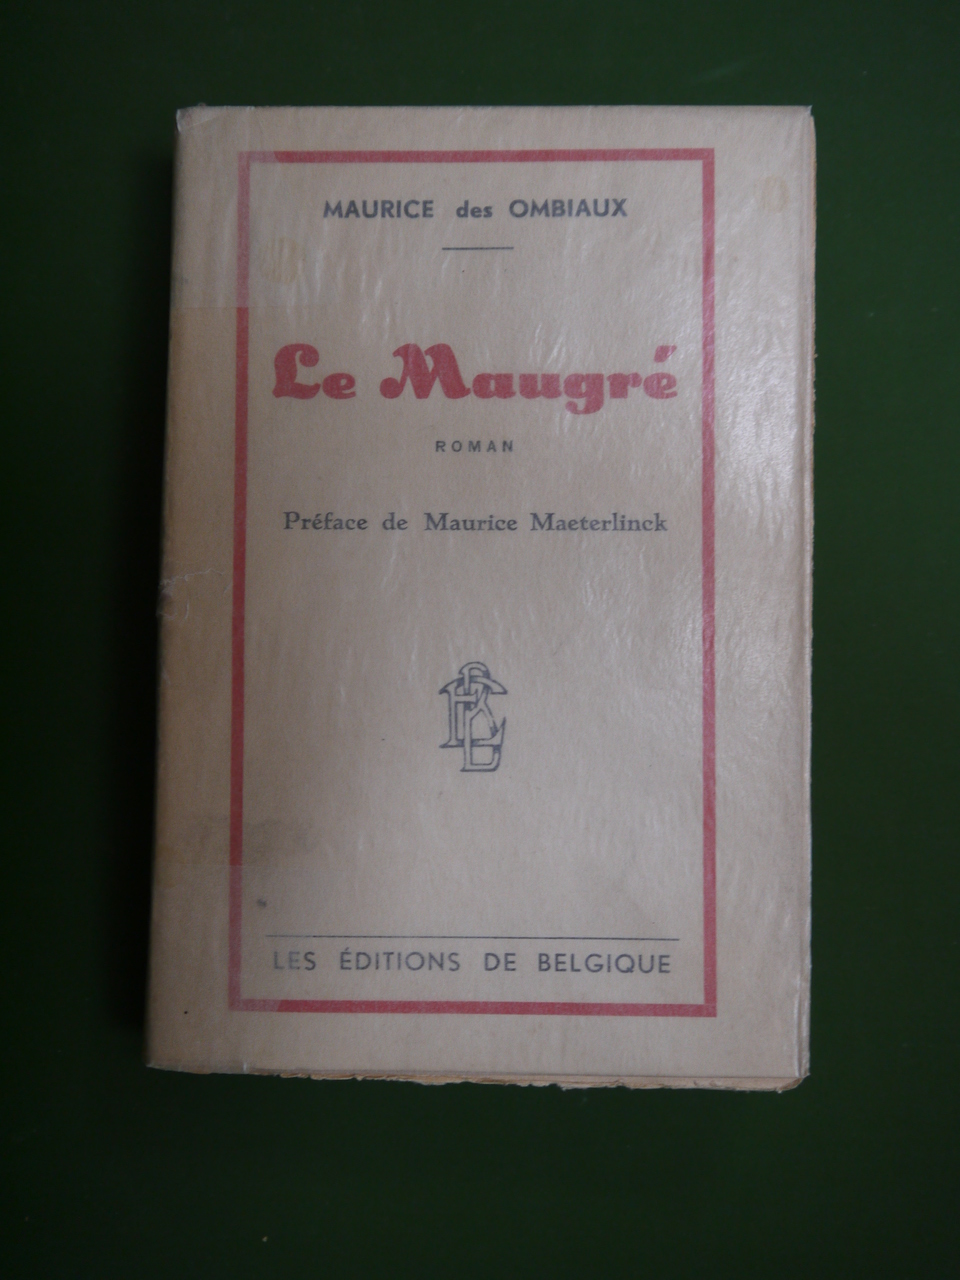 MAURICE des OMBIAUX
Le Maugré
ROMAN
Préface de Maurice Maeterlinck
LES ÉDITIONS DE BELGIQUE